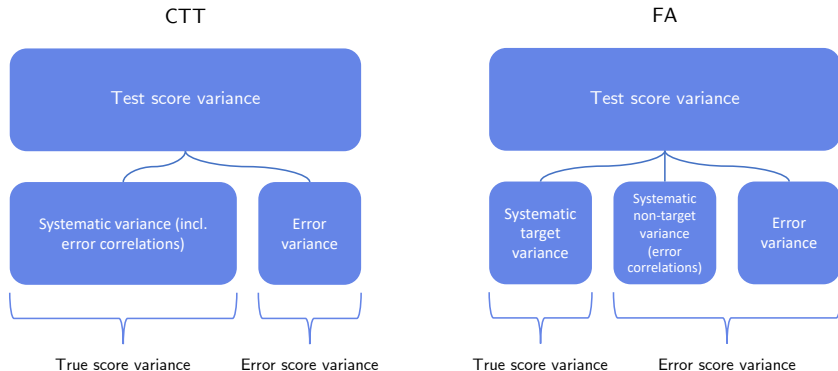 CTT
Test score variance
Systematic variance (incl.
error correlations)
Error
variance
True score variance
Error score variance
FA
Test score variance
Systematic
target
variance
Systematic
non-target
variance
(error
correlations)
Error
variance
True score variance
Error score variance